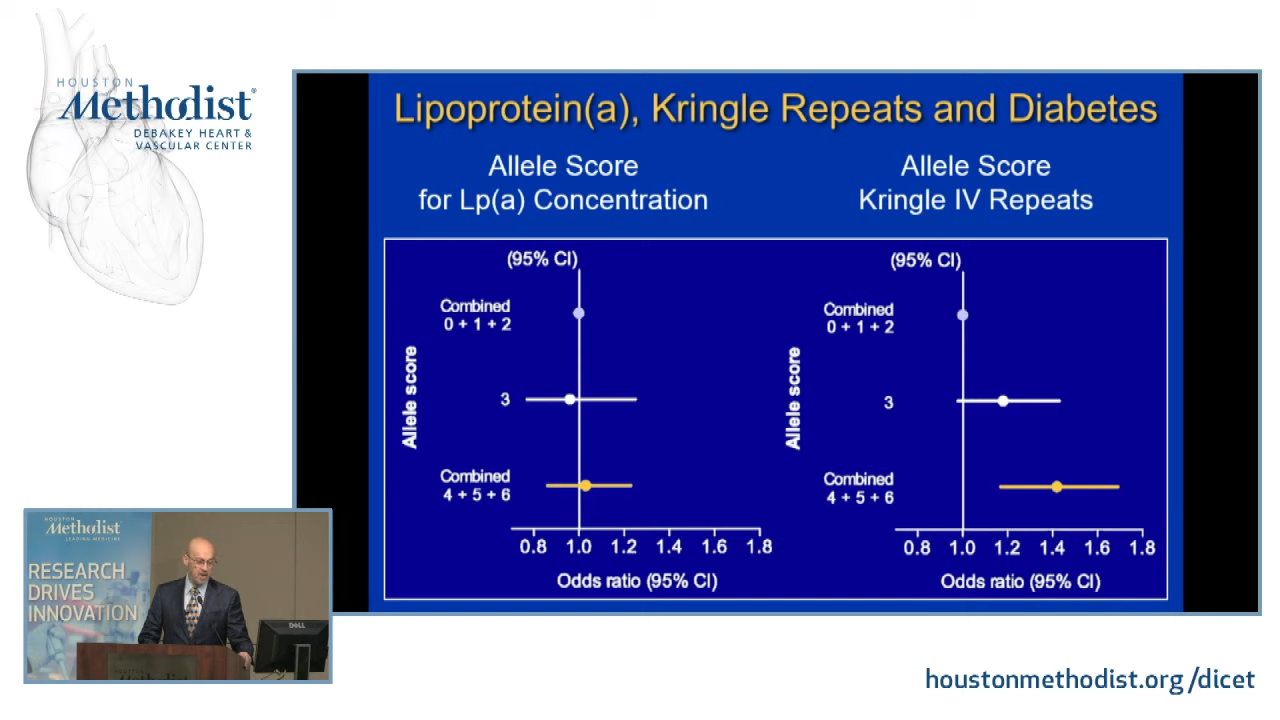 HOUSTON
Methodist®
DEBAKEY HEART &
VASCULAR CENTER
Lipoprotein(a), Kringle Repeats and Diabetes
Allele Score
for Lp(a) Concentration
(95% CI)
Combined
0 + 1 + 2
Allele score
3
Combined
4 + 5 + 6
0.8 1.0 1.2 1.4 1.6 1.8
Odds ratio (95% CI)
Allele Score
Kringle IV Repeats
(95% CI)
Combined
0 + 1 + 2
Allele score
3
Combined
4 + 5 + 6
0.8 1.0 1.2 1.4 1.6 1.8
Odds ratio (95% CI)
HOUSTON
Methodist
LEADING MEDICINE
RESEARCH
DRIVES
INNOVATION
DELL
HOUSTON
Methodist
houstonmethodist.org/dicet